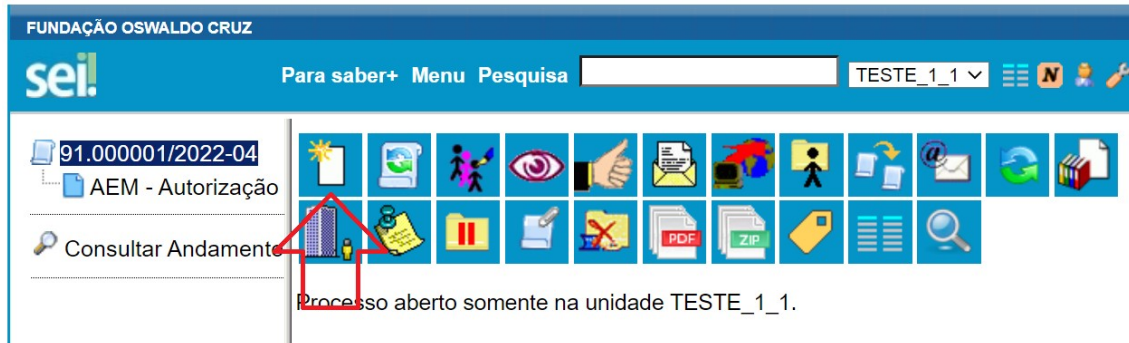 FUNDAÇÃO OSWALDO CRUZ
sei!
Para saber+ Menu Pesquisa
TESTE_1_1
N
91.000001/2022-04
AEM - Autorização
@
PDF
ZIP
Consultar Andamento
Processo aberto somente na unidade TESTE_1_1.